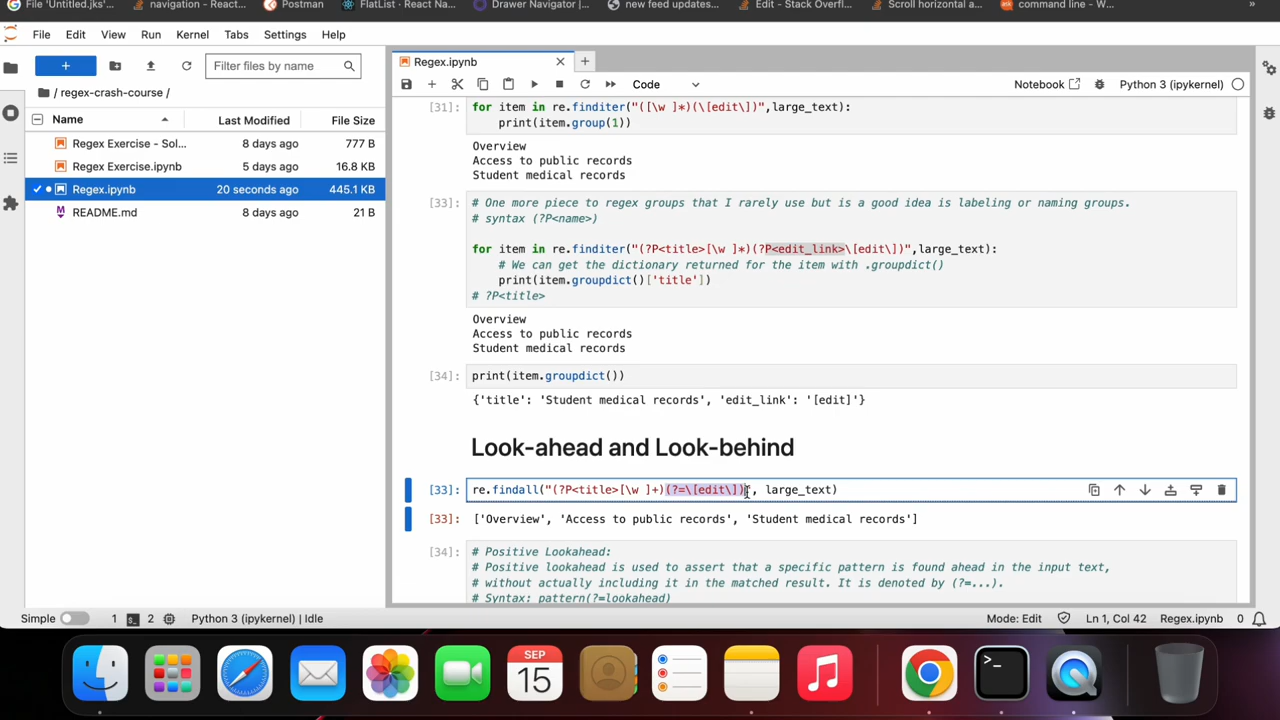 File 'Untitled.jks'...
navigation - React...
Postman
FlatList · React Na...
Drawer Navigator |...
new feed updates...
Edit - Stack Overfl...
Scroll horizontal a...
command line - W...
»
File Edit View Run Kernel Tabs Settings Help
Filter files by name
/ regex-crash-course /
Name Last Modified File Size
Regex Exercise - Sol... 8 days ago 777 B
Regex Exercise.ipynb 5 days ago 16.8 KB
Regex.ipynb 20 seconds ago 445.1 KB
README.md 8 days ago 21 B
Regex.ipynb
Code
Notebook
Python 3 (ipykernel)
[31]: for item in re.finditer("([\w ]*)(\[edit\])",large_text):
print(item.group(1))
Overview
Access to public records
Student medical records
[33]: # One more piece to regex groups that I rarely use but is a good idea is labeling or naming groups.
# syntax (?P<name>)
for item in re.finditer("(?P<title>[\w ]*)(?P<edit_link>\[edit\])",large_text):
# We can get the dictionary returned for the item with .groupdict()
print(item.groupdict()['title'])
# ?P<title>
Overview
Access to public records
Student medical records
[34]: print(item.groupdict())
{'title': 'Student medical records', 'edit_link': '[edit]'}
Look-ahead and Look-behind
[33]: re.findall("(?P<title>[\w ]+)(?=\[edit\])", large_text)
[33]: ['Overview', 'Access to public records', 'Student medical records']
[34]: # Positive Lookahead:
# Positive lookahead is used to assert that a specific pattern is found ahead in the input text,
# without actually including it in the matched result. It is denoted by (?=...).
# Syntax: pattern(?=lookahead)
Simple 1 2 Python 3 (ipykernel) | Idle Mode: Edit Ln 1, Col 42 Regex.ipynb 0
SEP
15